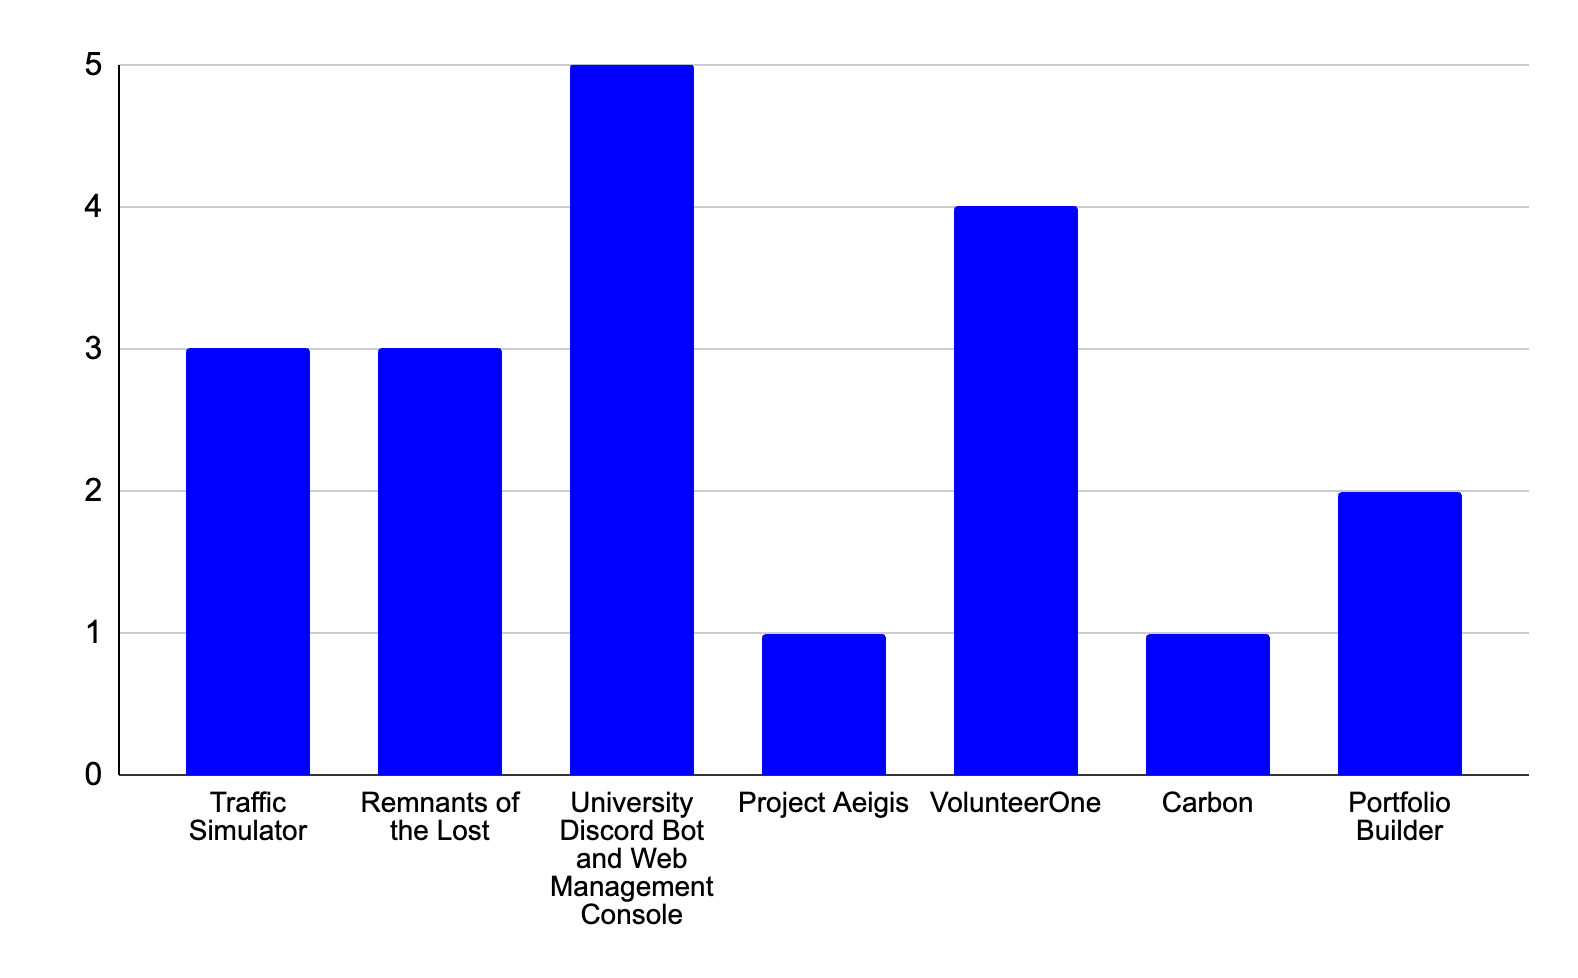 5
4
3
2
1
0
Traffic
Simulator
Remnants of
the Lost
University
Discord Bot
and Web
Management
Console
Project Aeigis
VolunteerOne
Carbon
Portfolio
Builder